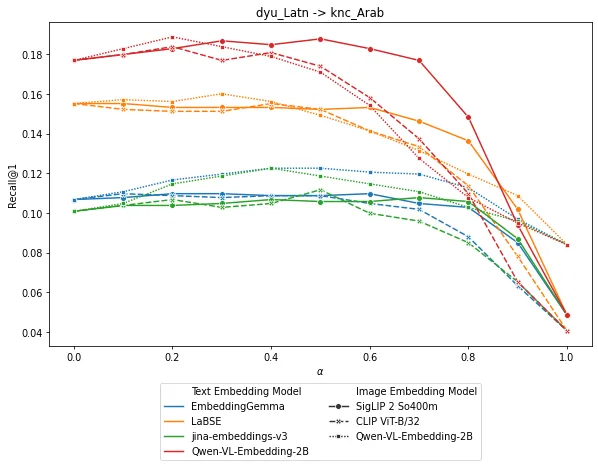 dyu_Latn -> knc_Arab
Recall@1
0.18
0.16
0.14
0.12
0.10
0.08
0.06
0.04
0.0 0.2 0.4 0.6 0.8 1.0
α
Text Embedding Model Image Embedding Model
EmbeddingGemma SigLIP 2 So400m
LaBSE CLIP ViT-B/32
jina-embeddings-v3 Qwen-VL-Embedding-2B
Qwen-VL-Embedding-2B